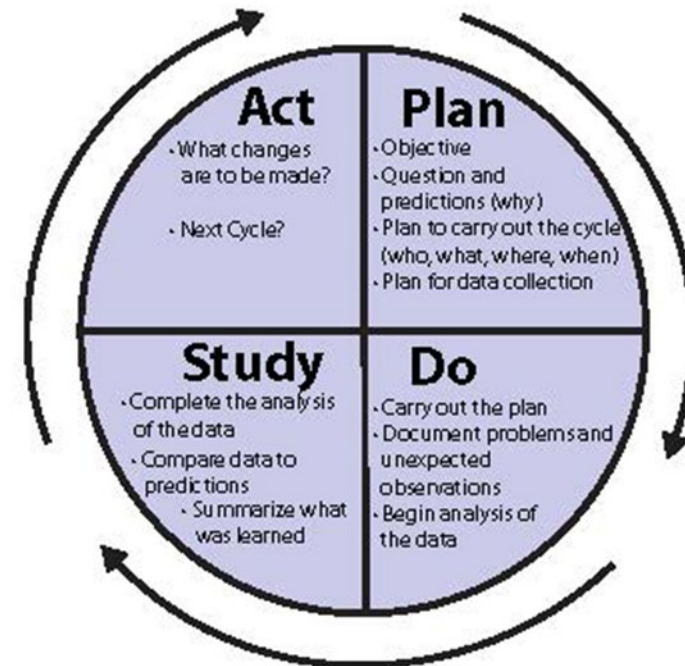 Act
· What changes
are to be made?
· Next Cycle?
Plan
· Objective
· Question and
predictions (why)
· Plan to carry out the cycle
(who, what, where, when)
· Plan for data collection
Study
· Complete the analysis
of the data
· Compare data to
predictions
· Summarize what
was learned
Do
· Carry out the plan
· Document problems and
unexpected
observations
· Begin analysis of
the data